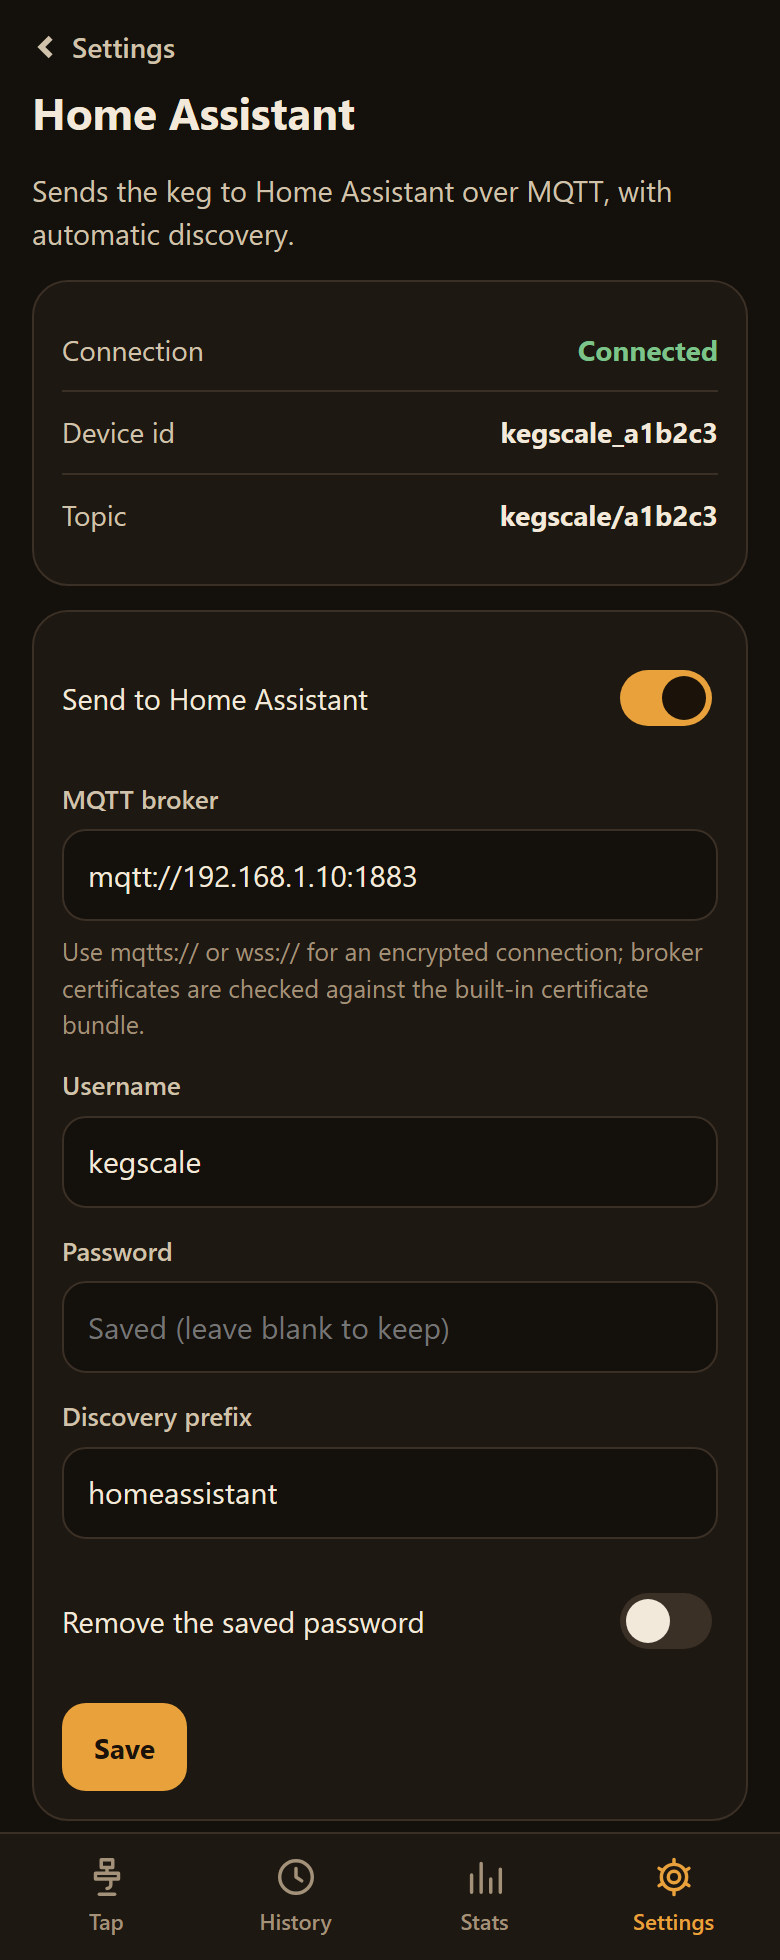 Settings
Home Assistant
Sends the keg to Home Assistant over MQTT, with
automatic discovery.
Connection Connected
Device id kegscale_a1b2c3
Topic kegscale/a1b2c3
Send to Home Assistant
MQTT broker
mqtt://192.168.1.10:1883
Use mqtts:// or wss:// for an encrypted connection; broker
certificates are checked against the built-in certificate
bundle.
Username
kegscale
Password
Saved (leave blank to keep)
Discovery prefix
homeassistant
Remove the saved password
Save
Tap History Stats Settings